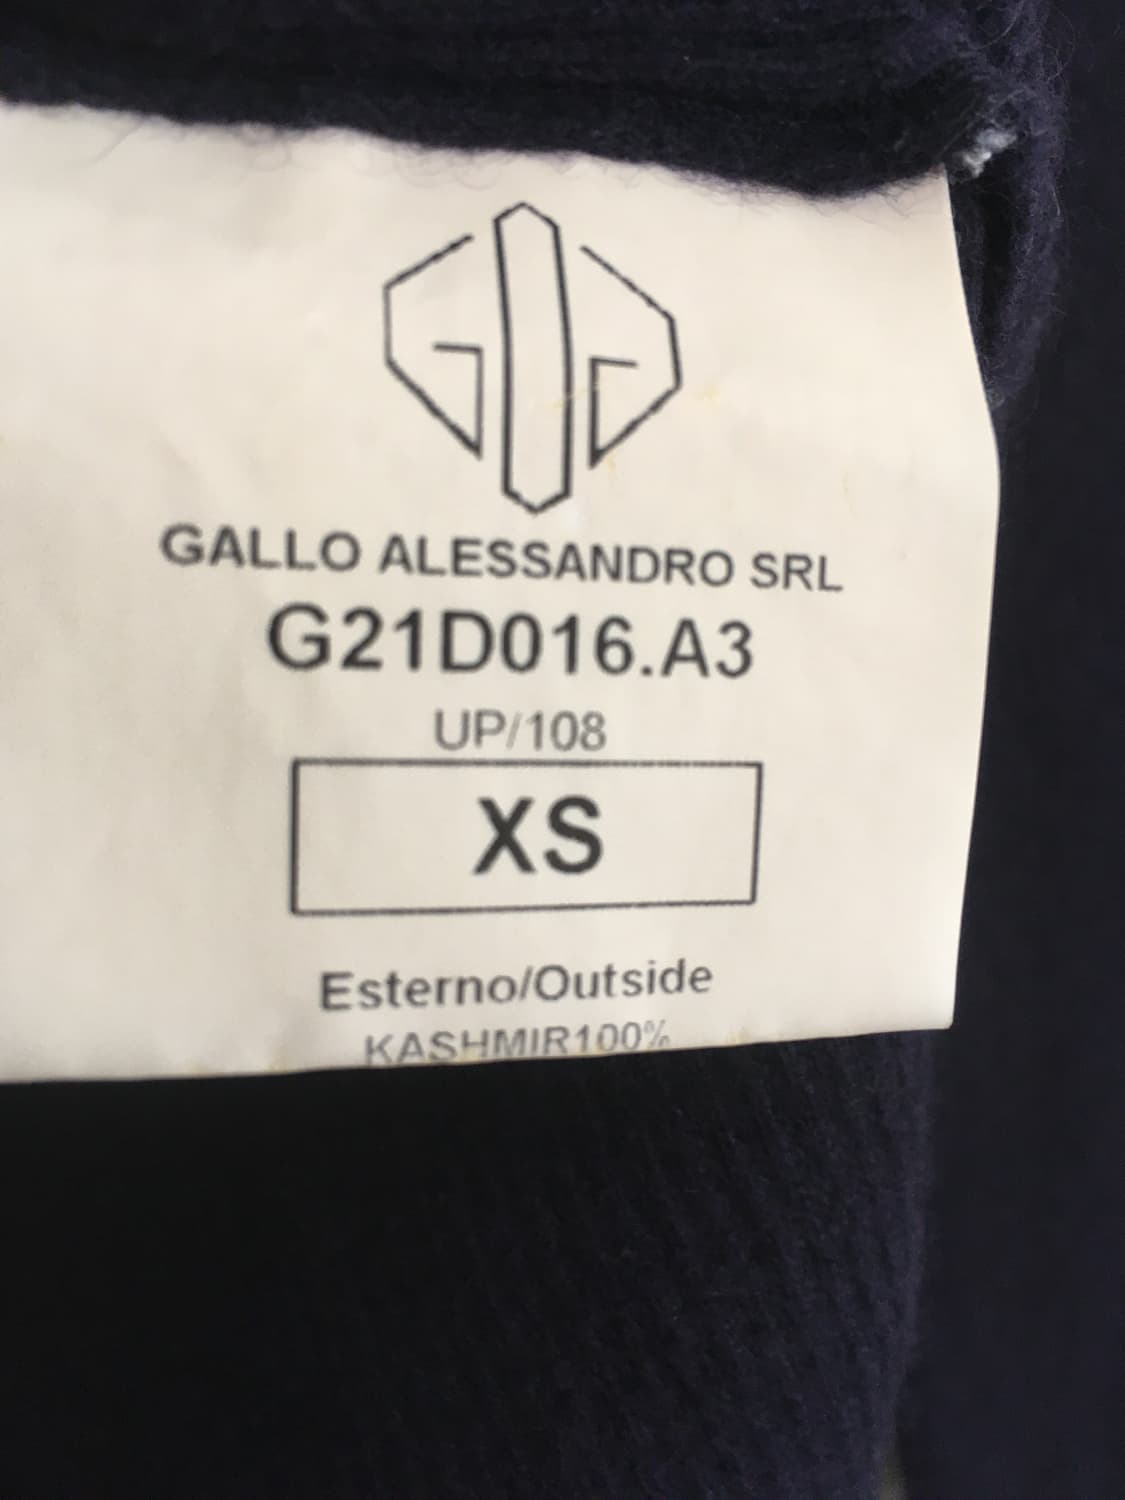 GALLO ALESSANDRO SRL
G21D016.A3
UP/108
XS
Esterno/Outside
KASHMIR100%